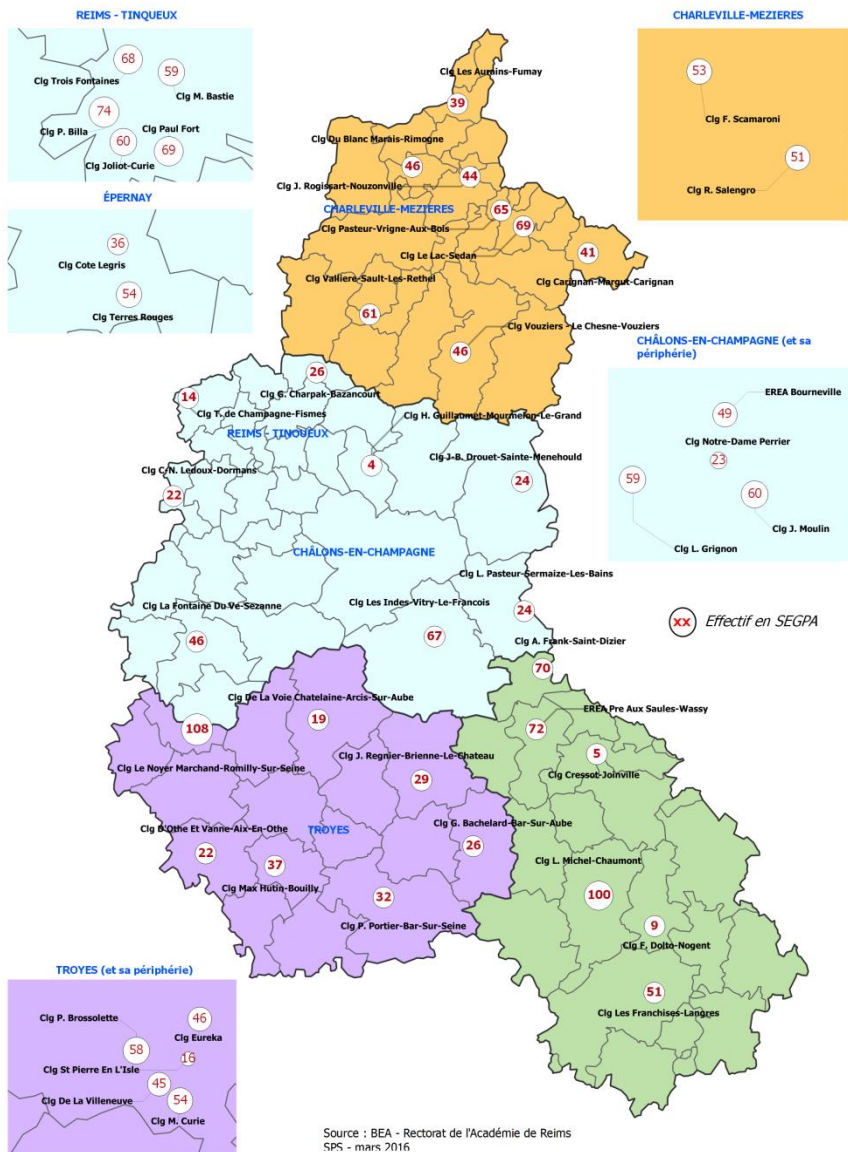 REIMS - TINQUEUX
68
59
Clg Trois Fontaines
Clg M. Bastie
74
Clg P. Billa
Clg Paul Fort
60
69
Clg Joliot-Curie
ÉPERNAY
36
Clg Cote Legris
54
Clg Terres Rouges
CHARLEVILLE-MEZIERES
53
Clg F. Scamaroni
51
Clg R. Salengro
Clg Les Aurains-Fumay
39
Clg Du Blanc Marais-Rimogne
46
44
Clg J. Rogissart-Nouzonville
CHARLEVILLE-MEZIERES
65
Clg Pasteur-Vrigne-Aux-Bois
69
Clg Le Lac-Sedan
41
Clg Carignan-Margut-Carignan
Clg Valliere-Sault-Les-Rethel
61
Clg Vouziers - Le Chesne-Vouziers
46
CHÂLONS-EN-CHAMPAGNE (et sa
périphérie)
EREA Bourneville
49
Clg Notre-Dame Perrier
23
59
60
Clg J. Moulin
Clg L. Grignon
26
14
Clg G. Charpak-Bazancourt
Clg T. de Champagne-Fismes
Clg H. Guillaumet-Mourmelon-Le-Grand
REIMS - TINQUEUX
4
Clg J-B. Drouet-Sainte-Menehould
24
Clg C-N. Ledoux-Dormans
22
CHÂLONS-EN-CHAMPAGNE
Clg L. Pasteur-Sermaize-Les-Bains
24
Clg La Fontaine Du Vé-Sezanne
Clg Les Indes-Vitry-Le-Francois
46
67
xx Effectif en SEGPA
Clg A. Frank-Saint-Dizier
70
Clg De La Voie Chatelaine-Arcis-Sur-Aube
19
108
Clg Le Noyer Marchand-Romilly-Sur-Seine
EREA Pre Aux Saules-Wassy
72
5
Clg Cressot-Joinville
Clg J. Regnier-Brienne-Le-Chateau
29
Clg D'Othe Et Vanne-Aix-En-Othe
TROYES
Clg G. Bachelard-Bar-Sur-Aube
26
22
37
Clg Max Hutin-Bouilly
32
Clg P. Portier-Bar-Sur-Seine
Clg L. Michel-Chaumont
100
9
Clg F. Dolto-Nogent
51
Clg Les Franchises-Langres
TROYES (et sa périphérie)
Clg P. Brossolette
46
Clg Eureka
58
16
Clg St Pierre En L'Isle
45
Clg De La Villeneuve
54
Clg M. Curie
Source : BEA - Rectorat de l'Académie de Reims
SPS - mars 2016